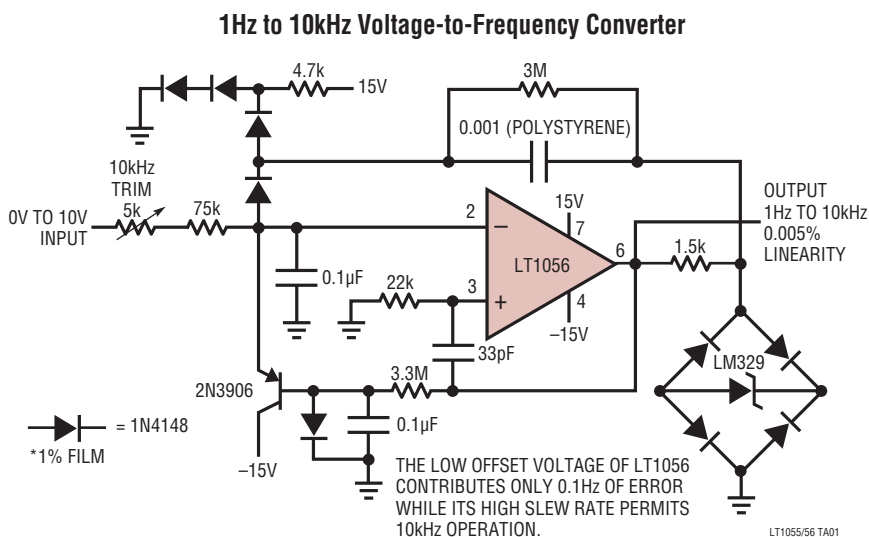 1Hz to 10kHz Voltage-to-Frequency Converter
4.7k
15V
3M
0.001 (POLYSTYRENE)
10kHz
TRIM
5k
75k
0V TO 10V
INPUT
2
15V
7
OUTPUT
1Hz TO 10kHz
0.005%
LINEARITY
–
LT1056
6
1.5k
0.1µF
22k
3
+
4
–15V
33pF
LM329
3.3M
2N3906
0.1µF
= 1N4148
*1% FILM
–15V
THE LOW OFFSET VOLTAGE OF LT1056
CONTRIBUTES ONLY 0.1Hz OF ERROR
WHILE ITS HIGH SLEW RATE PERMITS
10kHz OPERATION.
LT1055/56 TA01